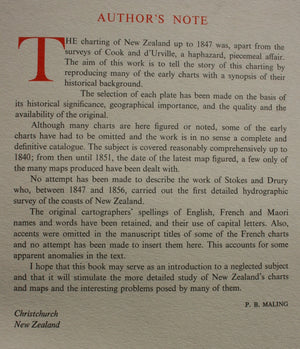 AUTHOR'S NOTE
THE charting of New Zealand up to 1847 was, apart from the
surveys of Cook and d'Urville, a haphazard, piecemeal affair.
The aim of this work is to tell the story of this charting by
reproducing many of the early charts with a synopsis of their
historical background.
The selection of each plate has been made on the basis of
its historical significance, geographical importance, and the quality and the
availability of the original.
Although many charts are here figured or noted, some of the early
charts have had to be omitted and the work is in no sense a complete and
definitive catalogue. The subject is covered reasonably comprehensively up to
1840; from then until 1851, the date of the latest map figured, a few only of
the many maps produced have been dealt with.
No attempt has been made to describe the work of Stokes and Drury
who, between 1847 and 1856, carried out the first detailed hydrographic
survey of the coasts of New Zealand.
The original cartographers' spellings of English, French and Maori
names and words have been retained, and their use of capital letters. Also,
accents were omitted in the manuscript titles of some of the French charts
and no attempt has been made to insert them here. This accounts for some
apparent anomalies in the text.
I hope that this book may serve as an introduction to a neglected subject
and that it will stimulate the more detailed study of New Zealand's charts
and maps and the interesting problems posed by many of them.
P. B. MALING
Christchurch
New Zealand